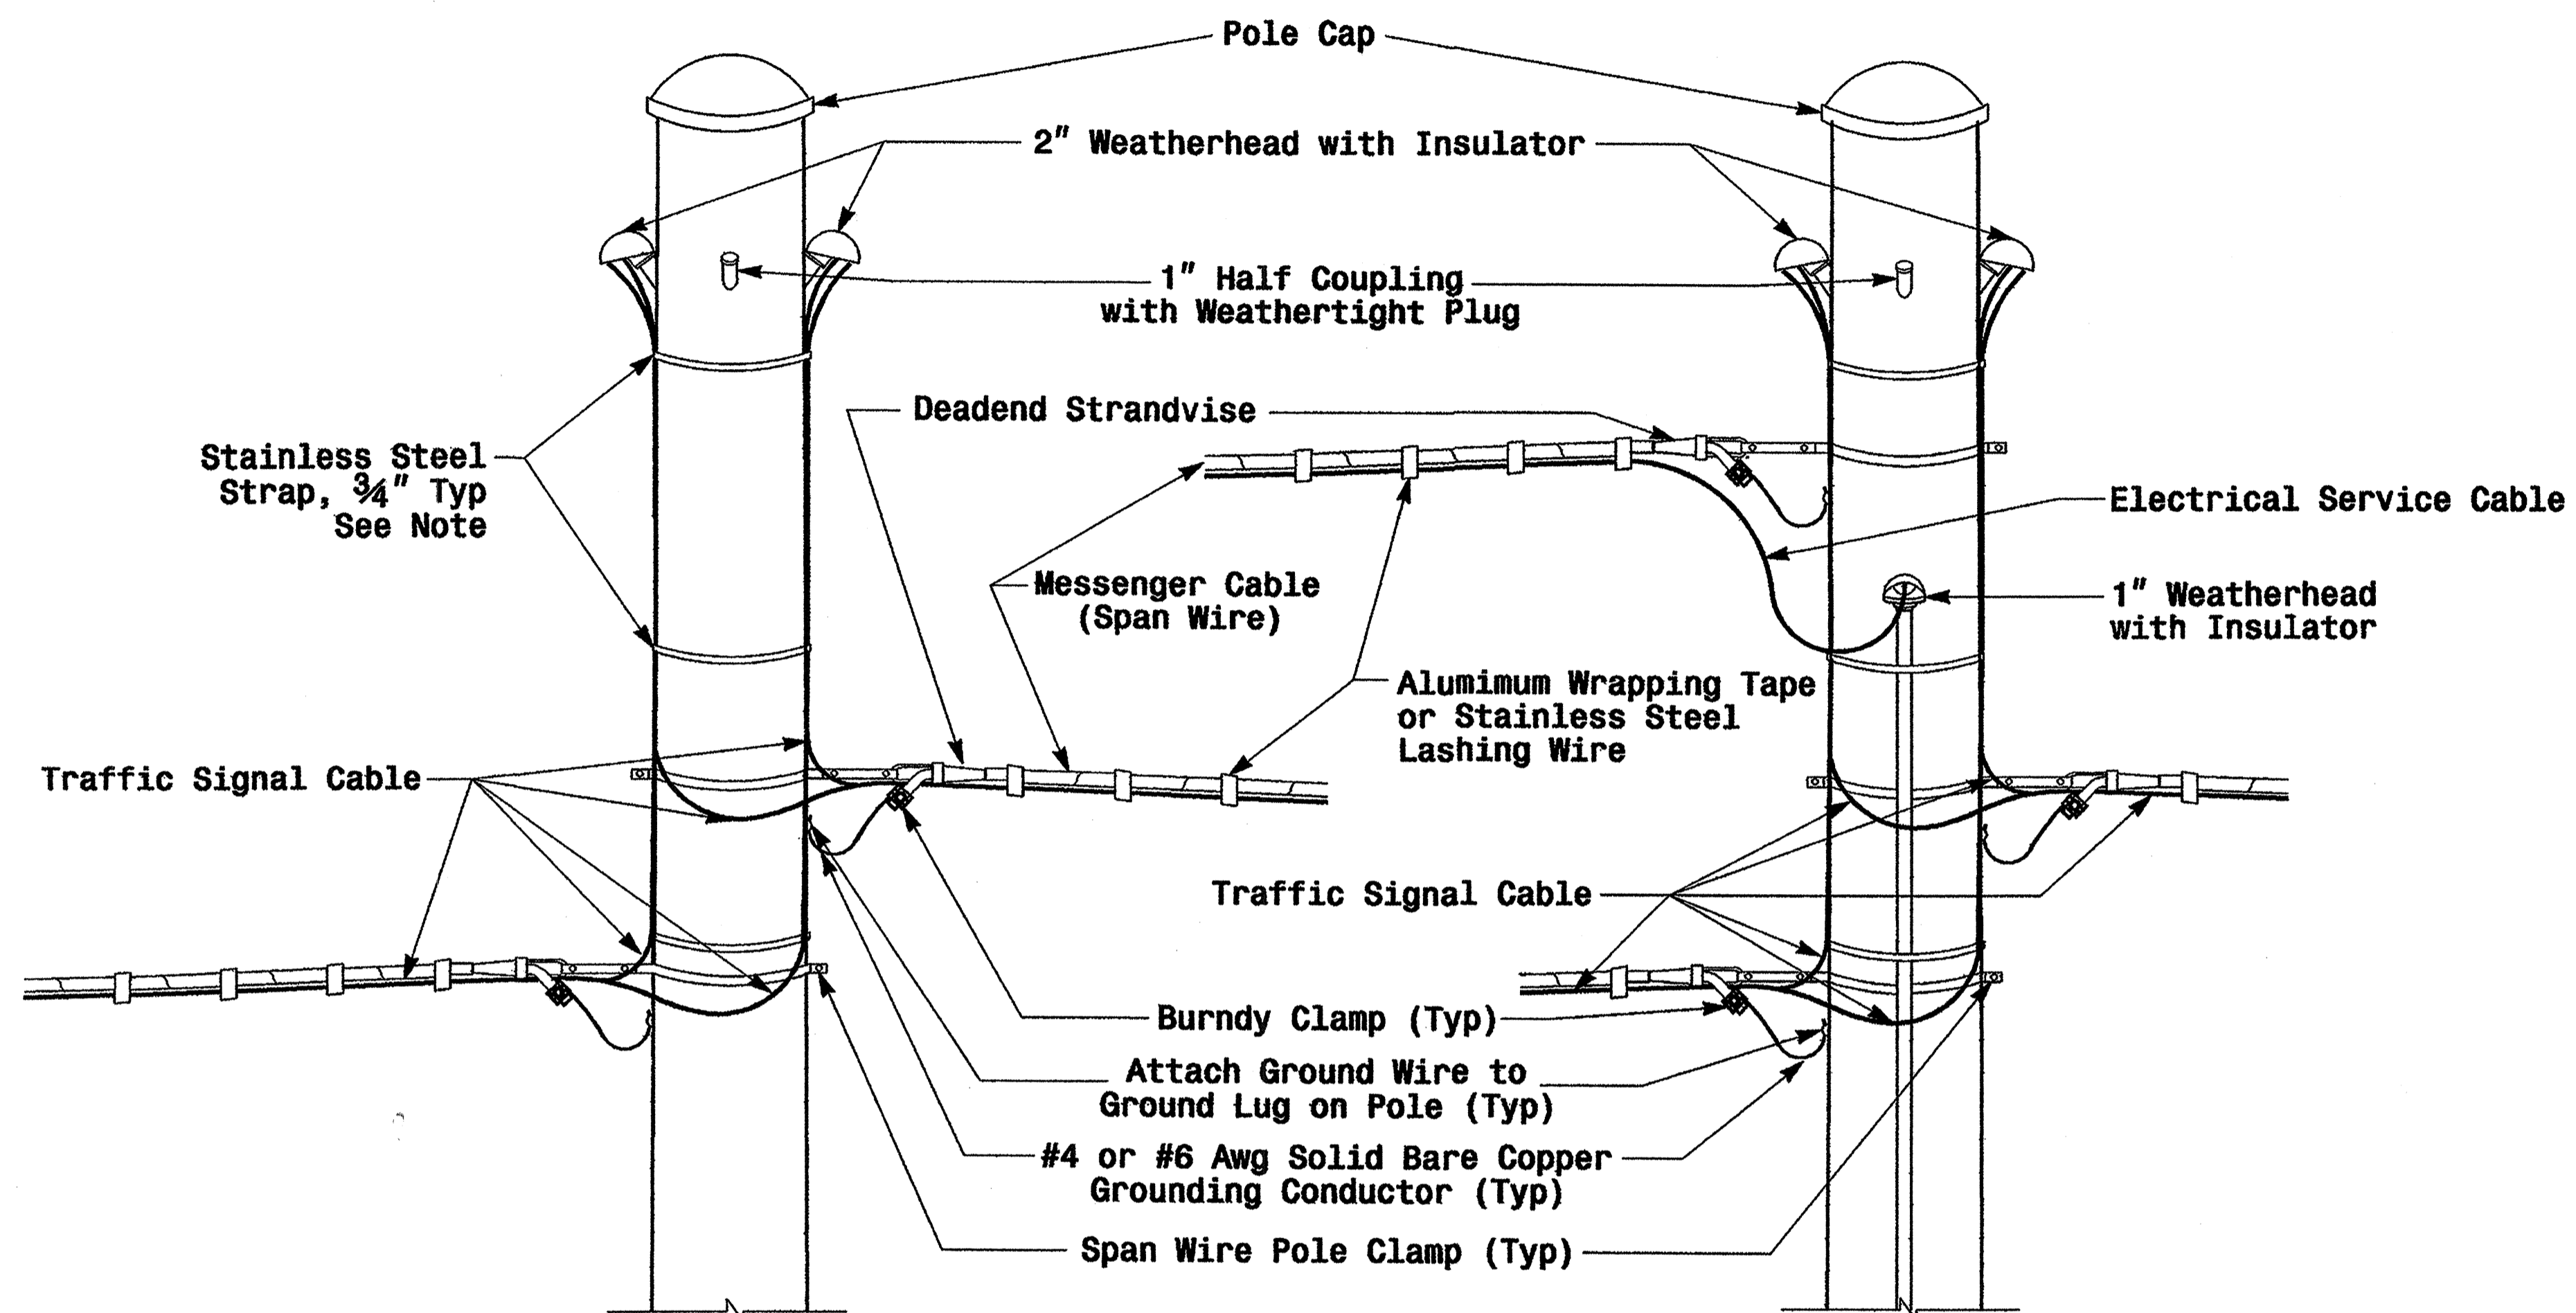 Pole Cap
2" Weatherhead with Insulator
1" Half Coupling
with Weathertight Plug
Deadend Strandvise
Stainless Steel
Strap, ¾" Typ
See Note
Electrical Service Cable
Messenger Cable
(Span Wire)
1" Weatherhead
with Insulator
Alumimum Wrapping Tape
or Stainless Steel
Lashing Wire
Traffic Signal Cable
Traffic Signal Cable
Burndy Clamp (Typ)
Attach Ground Wire to
Ground Lug on Pole (Typ)
#4 or #6 Awg Solid Bare Copper
Grounding Conductor (Typ)
Span Wire Pole Clamp (Typ)